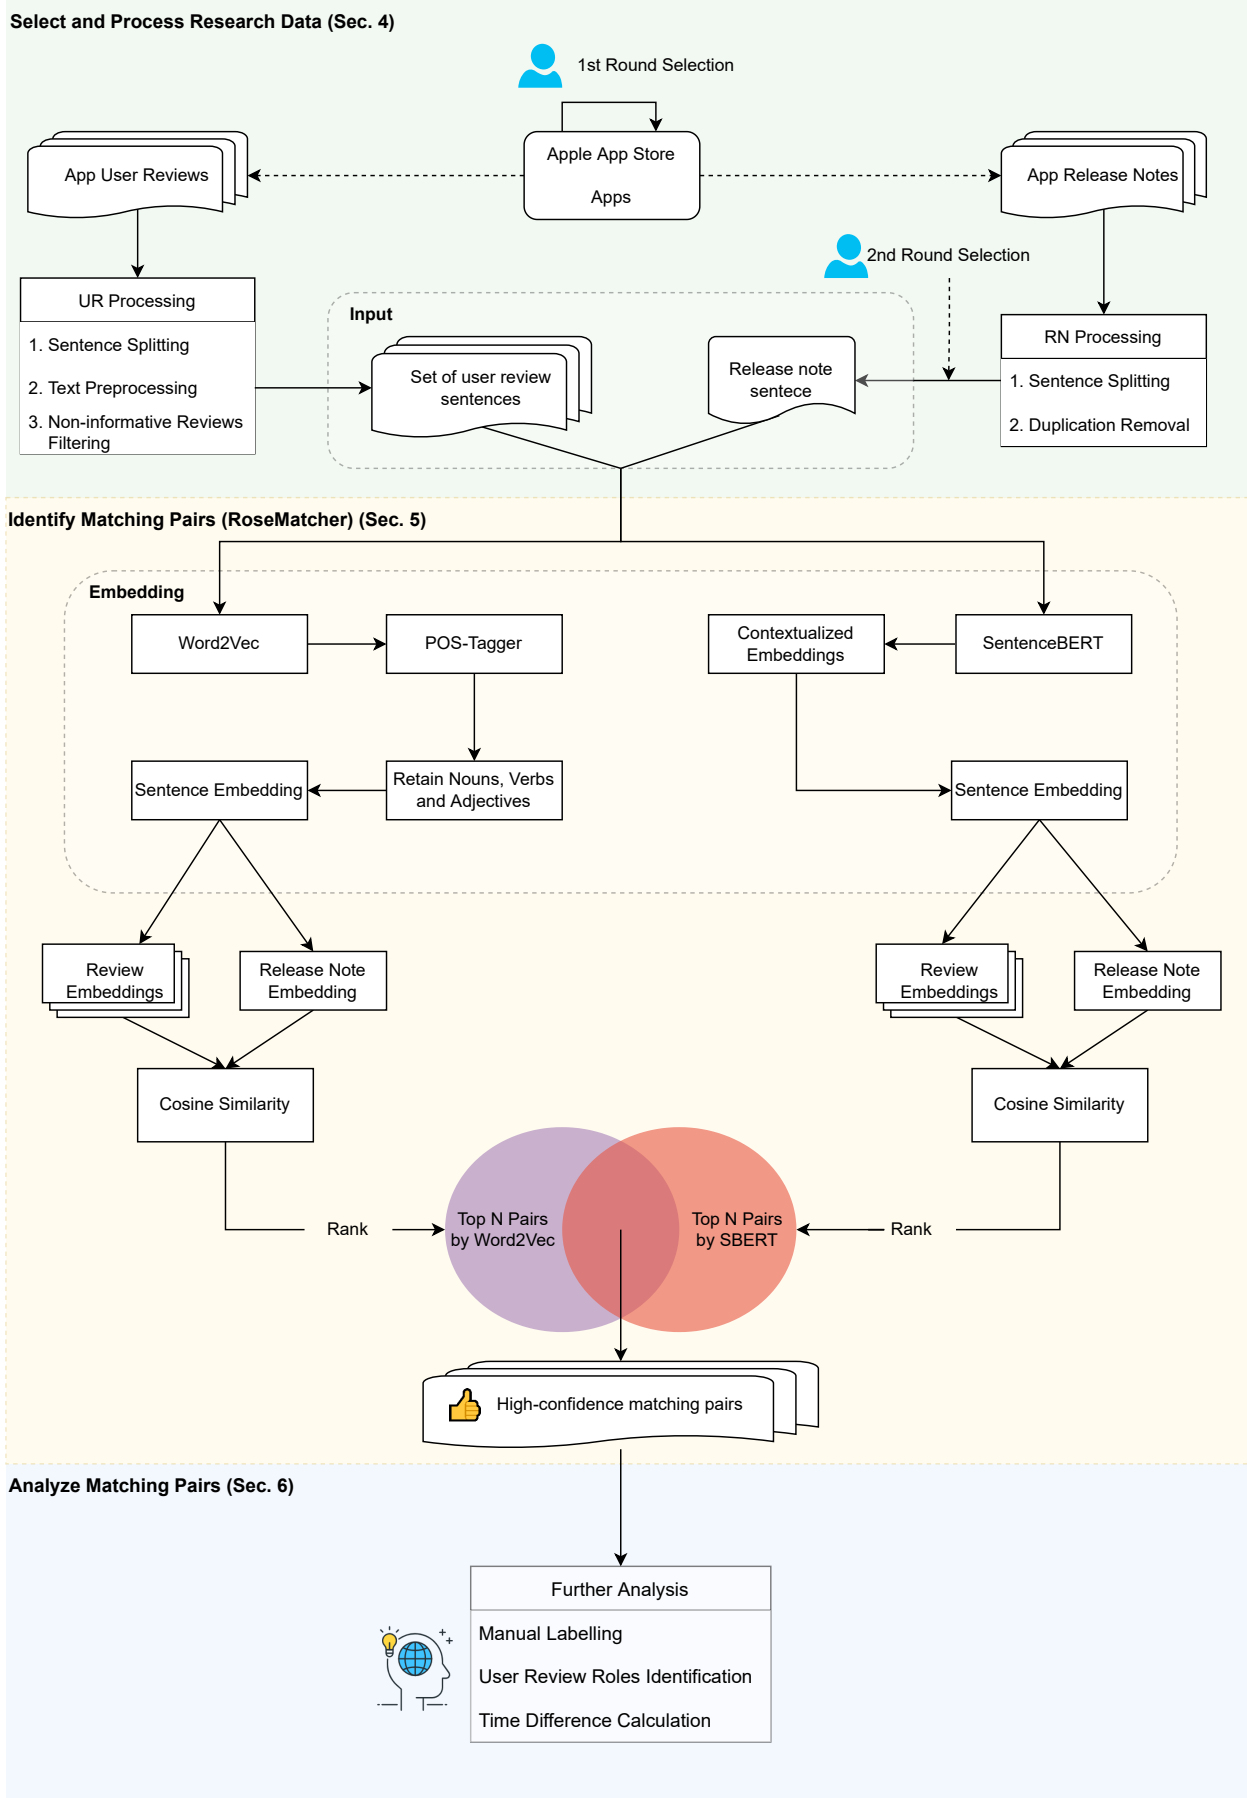 Select and Process Research Data (Sec. 4)
1st Round Selection
Apple App Store
Apps
App User Reviews
App Release Notes
2nd Round Selection
UR Processing
1. Sentence Splitting
2. Text Preprocessing
3. Non-informative Reviews
Filtering
Input
Set of user review
sentences
Release note
sentece
RN Processing
1. Sentence Splitting
2. Duplication Removal
Identify Matching Pairs (RoseMatcher) (Sec. 5)
Embedding
Word2Vec
POS-Tagger
Contextualized
Embeddings
SentenceBERT
Sentence Embedding
Retain Nouns, Verbs
and Adjectives
Sentence Embedding
Review
Embeddings
Release Note
Embedding
Review
Embeddings
Release Note
Embedding
Cosine Similarity
Cosine Similarity
Rank
Top N Pairs
by Word2Vec
Top N Pairs
by SBERT
Rank
High-confidence matching pairs
Analyze Matching Pairs (Sec. 6)
Further Analysis
Manual Labelling
User Review Roles Identification
Time Difference Calculation